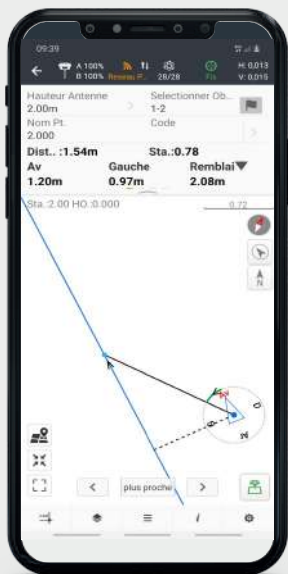 09:39
A 100%
B 100%
Reseau P..
28/28
Fix
H: 0,013
V: 0,015
Hauteur Antenne
2.00m
Selectionner Ob..
1-2
Nom Pt.
2.000
Code
Dist.. :1.54m Sta.:0.78
Av Gauche Remblai
1.20m 0.97m 2.08m
Sta.:2.00 HO.:0.000
0.72
N
plus proche
i